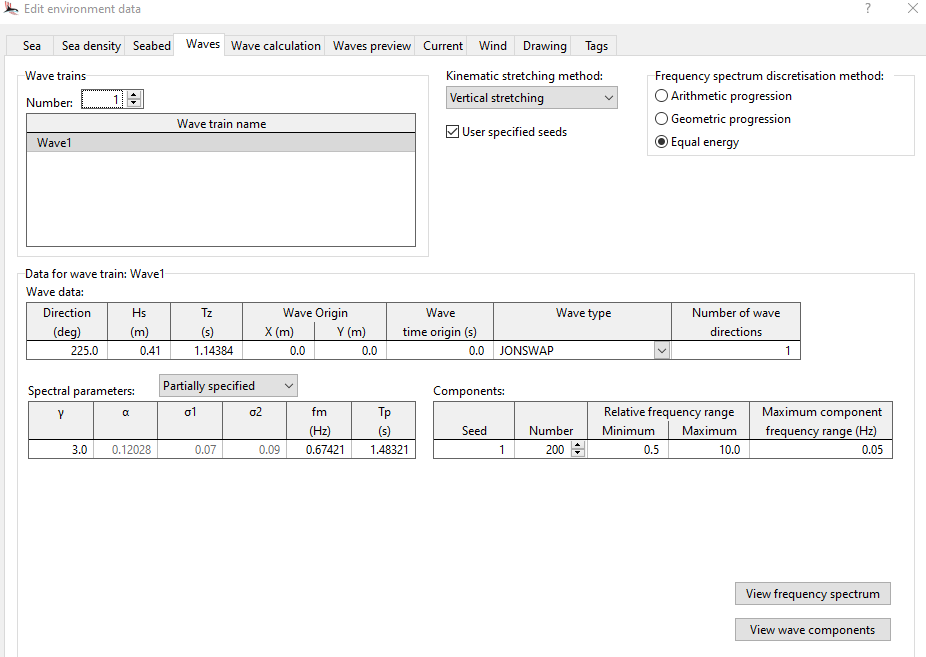 Edit environment data ?
Sea Sea density Seabed Waves Wave calculation Waves preview Current Wind Drawing Tags
Wave trains
Number: 1
Wave train name
Wave1
Kinematic stretching method:
Vertical stretching
User specified seeds
Frequency spectrum discretisation method:
Arithmetic progression
Geometric progression
Equal energy
Data for wave train: Wave1
Wave data:
Direction Hs Tz Wave Origin Wave Wave type Number of wave
(deg) (m) (s) X (m) Y (m) time origin (s) directions
225.0 0.41 1.14384 0.0 0.0 0.0 JONSWAP 1
Spectral parameters: Partially specified
γ α σ1 σ2 fm Tp
(Hz) (s)
3.0 0.12028 0.07 0.09 0.67421 1.48321
Components:
Relative frequency range Maximum component
Seed Number Minimum Maximum frequency range (Hz)
1 200 0.5 10.0 0.05
View frequency spectrum
View wave components